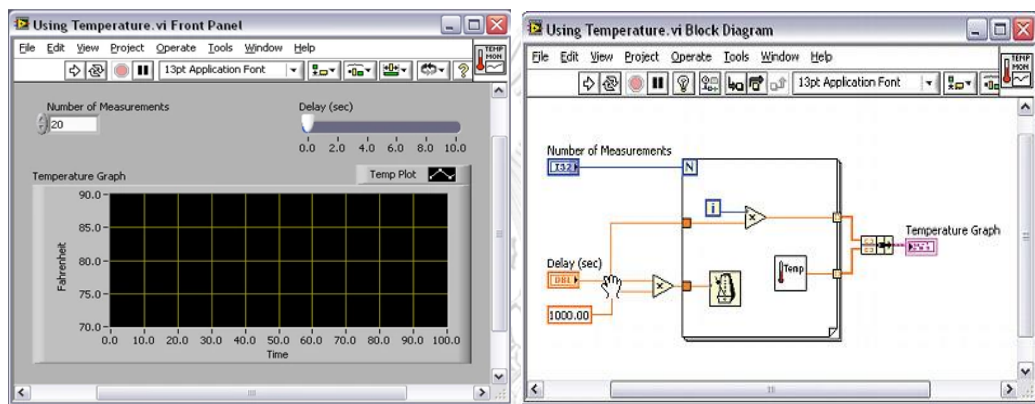 Using Temperature.vi Front Panel
File Edit View Project Operate Tools Window Help
TEMP
MON
13pt Application Font
?
Number of Measurements
20
Delay (sec)
0.0 2.0 4.0 6.0 8.0 10.0
Temperature Graph
Temp Plot
90.0
85.0
80.0
75.0
70.0
Fahrenheit
0.0 10.0 20.0 30.0 40.0 50.0 60.0 70.0 80.0 90.0 100.0
Time
Using Temperature.vi Block Diagram
File Edit View Project Operate Tools Window Help
TEMP
MON
13pt Application Font
Number of Measurements
I32
N
i
x
Temperature Graph
Delay (sec)
DBL
x
Temp
1000.00